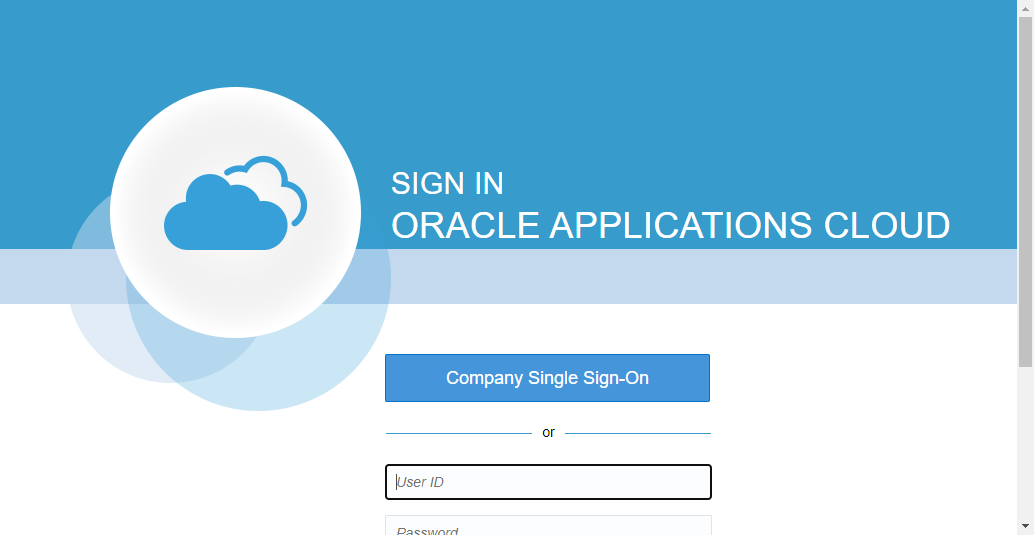 SIGN IN
ORACLE APPLICATIONS CLOUD
Company Single Sign-On
or
User ID
Password